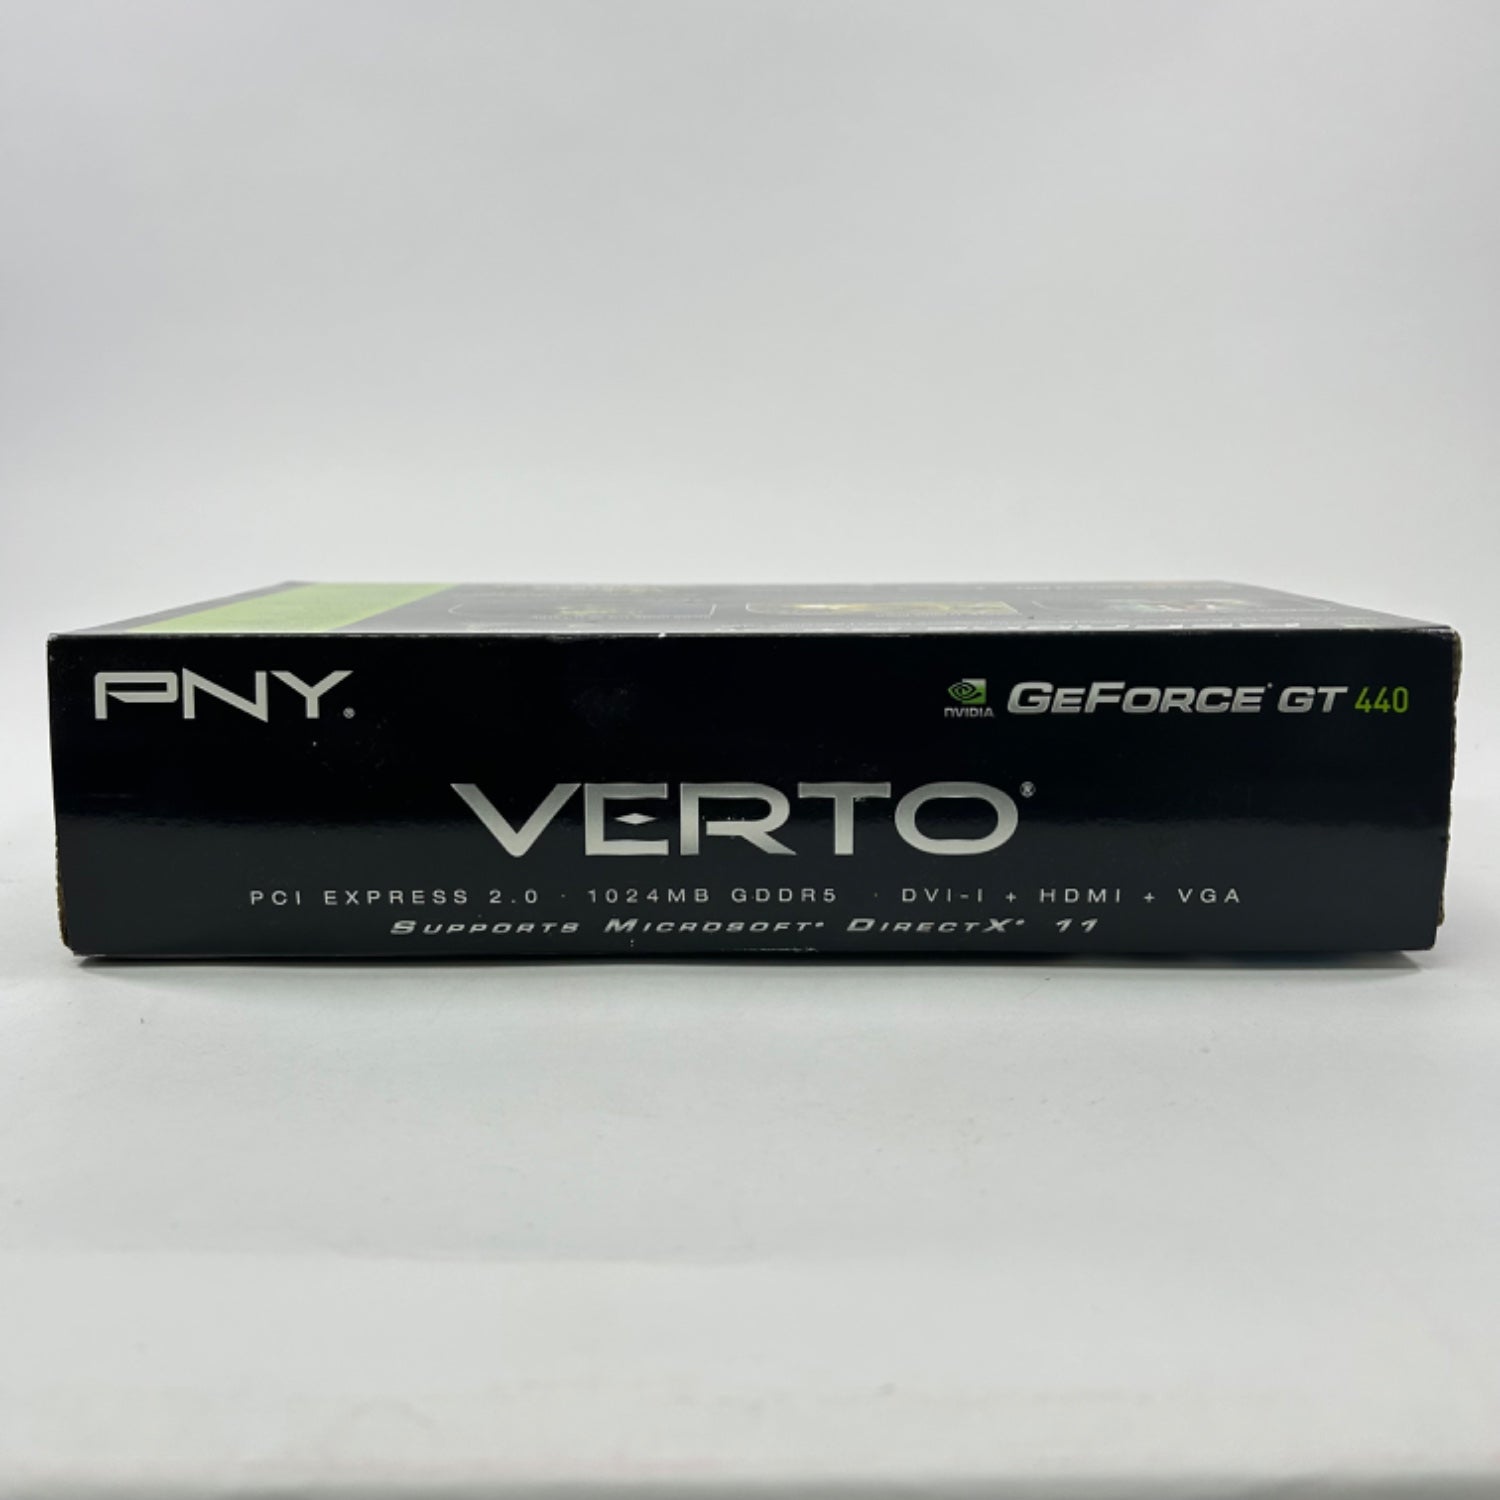 PNY®
NVIDIA GEFORCE® GT 440
VERTO®
PCI EXPRESS 2.0 · 1024MB GDDR5 · DVI-I + HDMI + VGA
SUPPORTS MICROSOFT® DIRECTX® 11